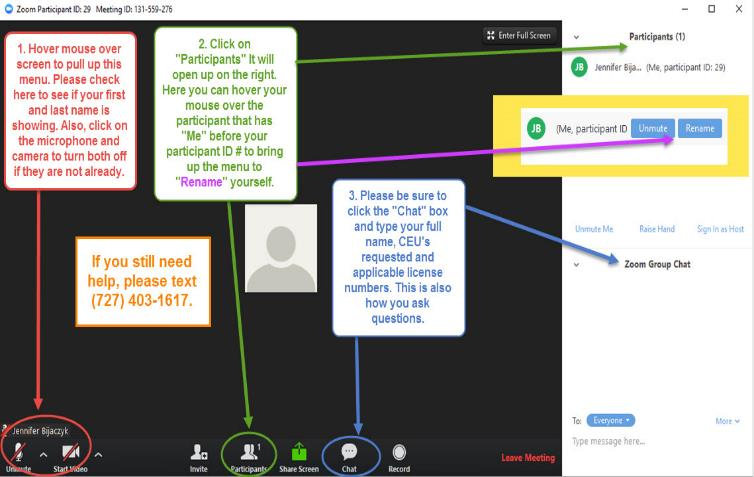 Zoom Participant ID: 29 Meeting ID: 131-559-276
Enter Full Screen
1. Hover mouse over
screen to pull up this
menu. Please check
here to see if your first
and last name is
showing. Also, click on
the microphone and
camera to turn both off
if they are not already.
2. Click on
"Participants" It will
open up on the right.
Here you can hover your
mouse over the
participant that has
"Me" before your
participant ID # to bring
up the menu to
"Rename" yourself.
3. Please be sure to
click the "Chat" box
and type your full
name, CEU's
requested and
applicable license
numbers. This is also
how you ask
questions.
If you still need
help, please text
(727) 403-1617.
Jennifer Bijaczyk
Unmute
Start Video
Invite
Participants
1
Share Screen
Chat
Record
Leave Meeting
Participants (1)
JB Jennifer Bija... (Me, participant ID: 29)
JB (Me, participant ID Unmute Rename
Unmute Me Raise Hand Sign In as Host
Zoom Group Chat
To: Everyone More
Type message here...